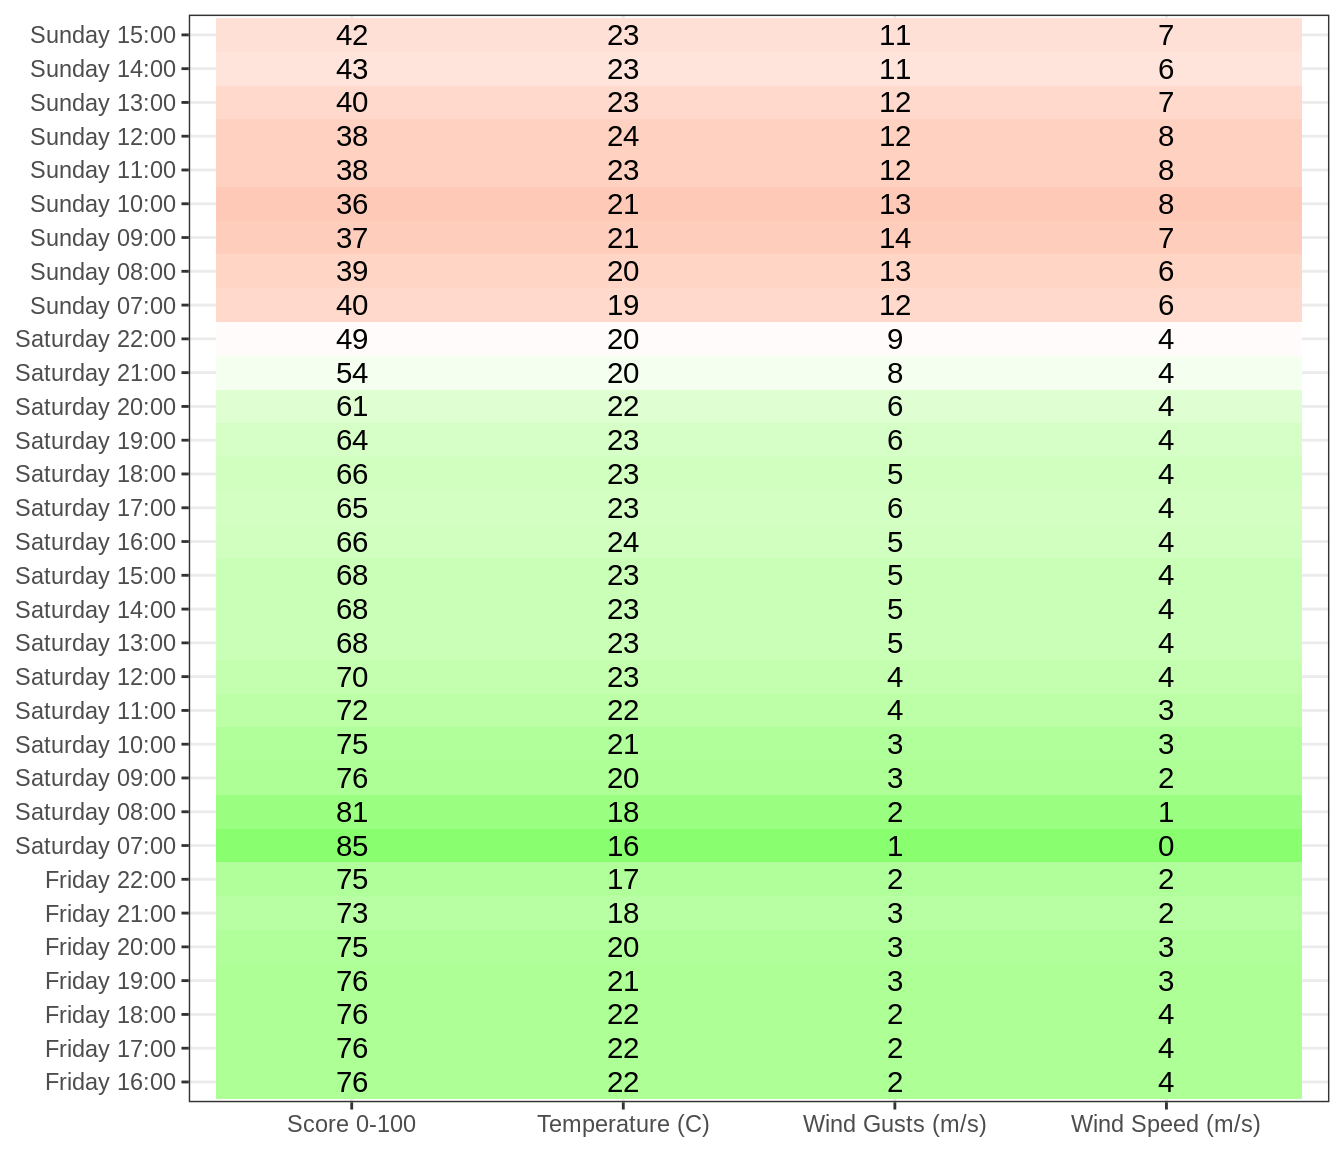 Sunday 15:00 42 23 11 7
Sunday 14:00 43 23 11 6
Sunday 13:00 40 23 12 7
Sunday 12:00 38 24 12 8
Sunday 11:00 38 23 12 8
Sunday 10:00 36 21 13 8
Sunday 09:00 37 21 14 7
Sunday 08:00 39 20 13 6
Sunday 07:00 40 19 12 6
Saturday 22:00 49 20 9 4
Saturday 21:00 54 20 8 4
Saturday 20:00 61 22 6 4
Saturday 19:00 64 23 6 4
Saturday 18:00 66 23 5 4
Saturday 17:00 65 23 6 4
Saturday 16:00 66 24 5 4
Saturday 15:00 68 23 5 4
Saturday 14:00 68 23 5 4
Saturday 13:00 68 23 5 4
Saturday 12:00 70 23 4 4
Saturday 11:00 72 22 4 3
Saturday 10:00 75 21 3 3
Saturday 09:00 76 20 3 2
Saturday 08:00 81 18 2 1
Saturday 07:00 85 16 1 0
Friday 22:00 75 17 2 2
Friday 21:00 73 18 3 2
Friday 20:00 75 20 3 3
Friday 19:00 76 21 3 3
Friday 18:00 76 22 2 4
Friday 17:00 76 22 2 4
Friday 16:00 76 22 2 4
Score 0-100 Temperature (C) Wind Gusts (m/s) Wind Speed (m/s)